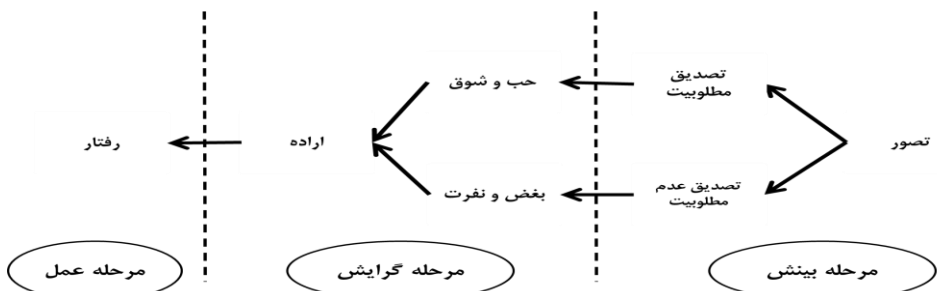 تصور
تصدیق
مطلوبیت
تصدیق عدم
مطلوبیت
حب و شوق
بغض و نفرت
اراده
رفتار
مرحله بینش
مرحله گرایش
مرحله عمل